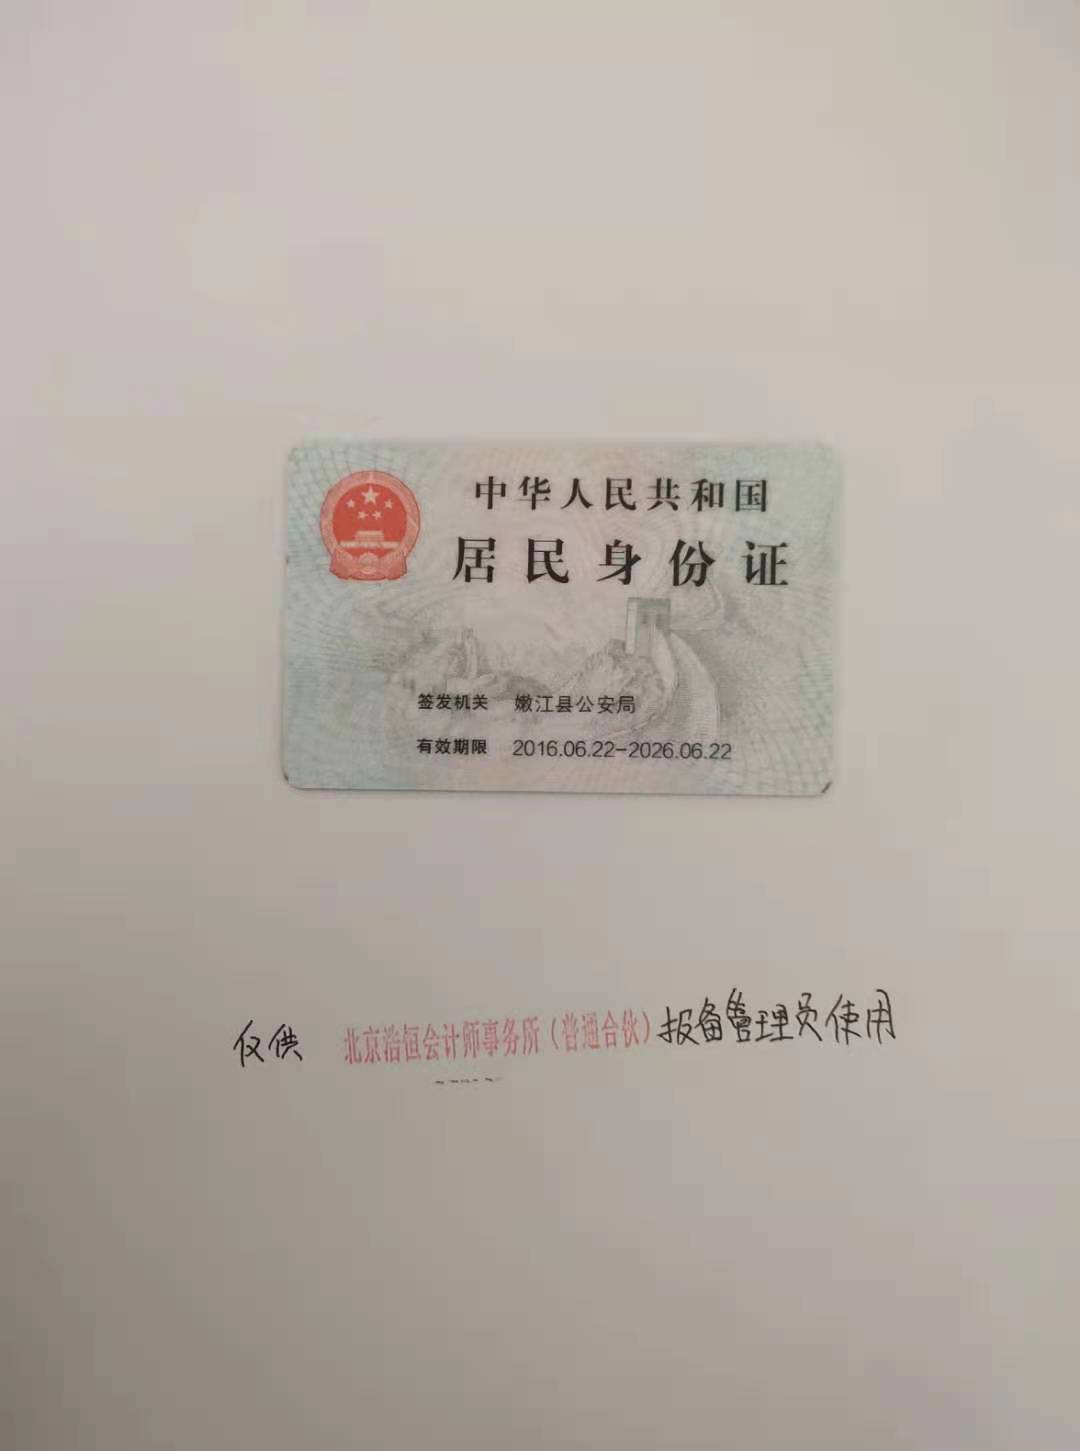 中华人民共和国
居民身份证
签发机关 嫩江县公安局
有效期限 2016.06.22-2026.06.22
仅供 北京浩恒会计师事务所（普通合伙）报备管理员使用